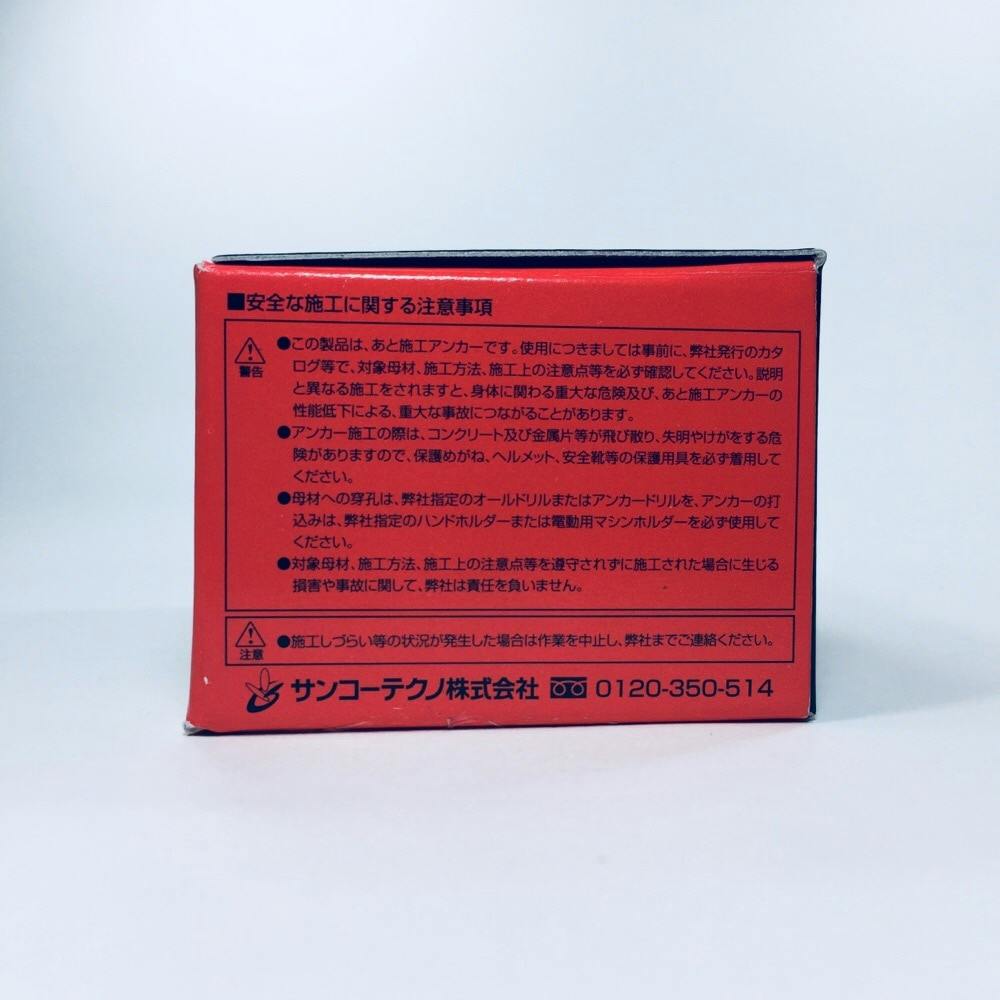 ■安全な施工に関する注意事項
●この製品は、あと施工アンカーです。使用につきましては事前に、弊社発行のカタ
ログ等で、対象母材、施工方法、施工上の注意点等を必ず確認してください。説明
と異なる施工をされますと、身体に関わる重大な危険及び、あと施工アンカーの
性能低下による、重大な事故につながることがあります。
警告
●アンカー施工の際は、コンクリート及び金属片等が飛び散り、失明やけがをする危
険がありますので、保護めがね、ヘルメット、安全靴等の保護用具を必ず着用して
ください。
●母材への穿孔は、弊社指定のオールドリルまたはアンカードリルを、アンカーの打
込みは、弊社指定のハンドホルダーまたは電動用マシンホルダーを必ず使用して
ください。
●対象母材、施工方法、施工上の注意点等を遵守されずに施工された場合に生じる
損害や事故に関して、弊社は責任を負いません。
注意
●施工しづらい等の状況が発生した場合は作業を中止し、弊社までご連絡ください。
サンコーテクノ株式会社 0120-350-514